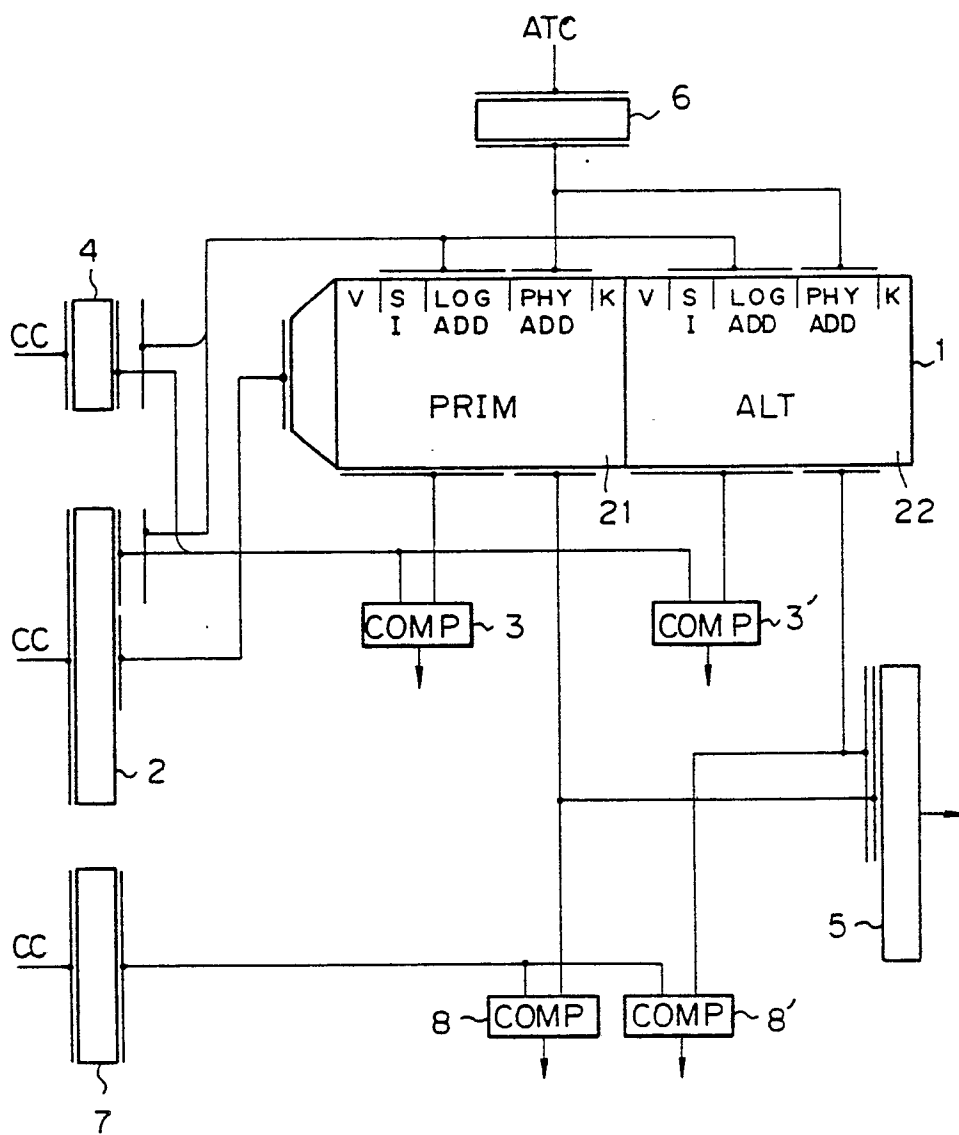 ATC
6
4
V S LOG PHY K V S LOG PHY K
I ADD ADD I ADD ADD
CC
1
PRIM ALT
21 22
COMP 3 COMP 3′
CC
2
5
CC
8 COMP COMP 8′
7